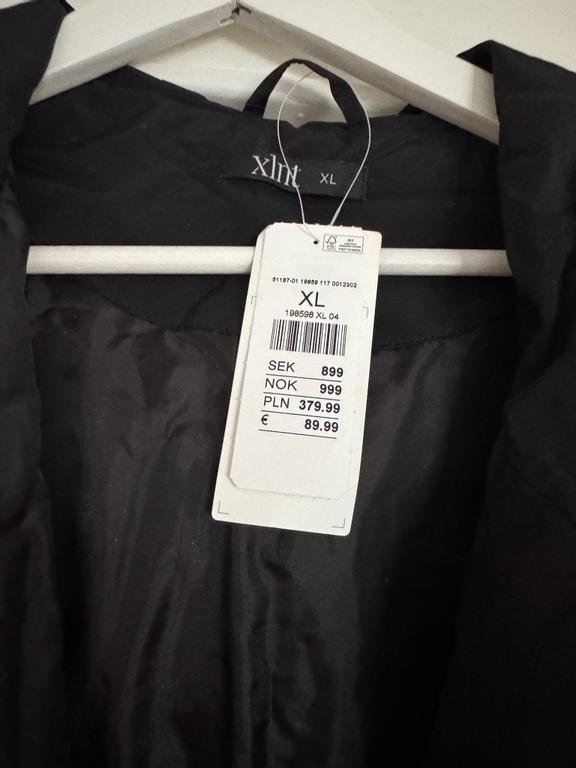 xlnt XL
51187-01 19859 117 0012302
XL
198598 XL 04
SEK 899
NOK 999
PLN 379.99
€ 89.99